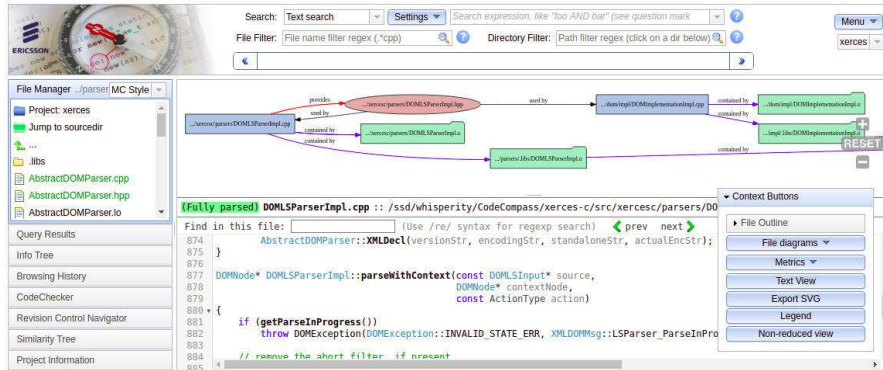 ERICSSON
Search: Text search Settings Search expression, like "foo AND bar" (see question mark
File Filter: File name filter regex (.*cpp) Directory Filter: Path filter regex (click on a dir below)
Menu
xerces
File Manager ../parser MC Style
Project: xerces
Jump to sourcedir
...
.libs
AbstractDOMParser.cpp
AbstractDOMParser.hpp
AbstractDOMParser.lo
Query Results
Info Tree
Browsing History
CodeChecker
Revision Control Navigator
Similarity Tree
Project Information
.../xercesc/parsers/DOMLSParserImpl.cpp
provides
used by
contained by
contained by
.../xercesc/parsers/DOMLSParserImpl.hpp
.../xercesc/parsers/DOMLSParserImpl.o
.../parsers/.libs/DOMLSParserImpl.o
used by
.../dom/impl/DOMImplementationImpl.cpp
contained by
contained by
contained by
.../dom/impl/DOMImplementationImpl.o
.../impl/.libs/DOMImplementationImpl.o
RESET
(Fully parsed) DOMLSParserImpl.cpp :: /ssd/whisperity/CodeCompass/xerces-c/src/xercesc/parsers/DO
Find in this file: (Use /re/ syntax for regexp search) prev next
874 AbstractDOMParser::XMLDecl(versionStr, encodingStr, standaloneStr, actualEncStr);
875 }
876
877 DOMNode* DOMLSParserImpl::parseWithContext(const DOMLSInput* source,
878 DOMNode* contextNode,
879 const ActionType action)
880 {
881 if (getParseInProgress())
882 throw DOMException(DOMException::INVALID_STATE_ERR, XMLDOMMsg::LSParser_ParseInPro
883
884 // remove the abort filter, if present
885
Context Buttons
File Outline
File diagrams
Metrics
Text View
Export SVG
Legend
Non-reduced view